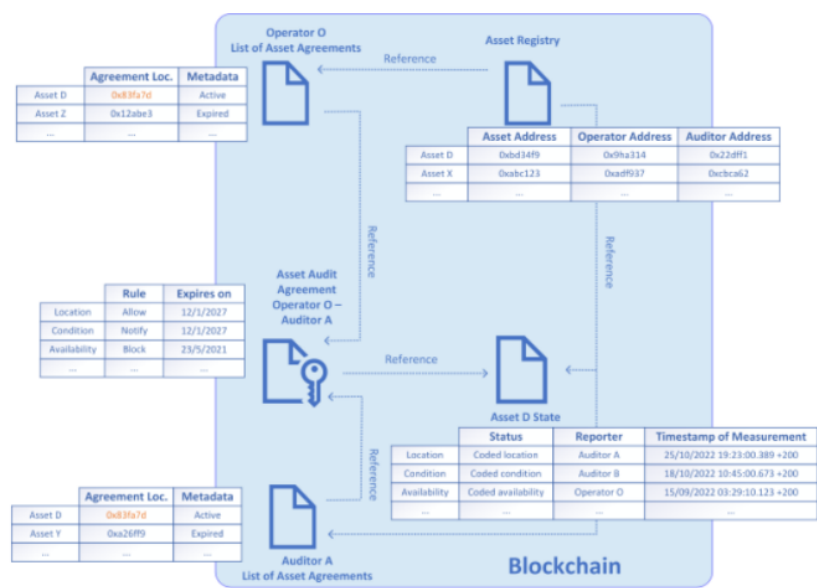 Operator O
List of Asset Agreements
Asset Registry
Reference
Agreement Loc. Metadata
Asset D 0x83fa7d Active
Asset Z 0x12abe3 Expired
... ... ...
Asset Address Operator Address Auditor Address
Asset D 0xbd34f9 0x9ha314 0x22dff1
Asset X 0xabc123 0xadf937 0xcbca62
... ... ... ...
Reference
Reference
Asset Audit
Agreement
Operator O –
Auditor A
Rule Expires on
Location Allow 12/1/2027
Condition Notify 12/1/2027
Availability Block 23/5/2021
... ... ...
Reference
Asset D State
Status Reporter Timestamp of Measurement
Location Coded location Auditor A 25/10/2022 19:23:00.389 +200
Condition Coded condition Auditor B 18/10/2022 10:45:00.673 +200
Availability Coded availability Operator O 15/09/2022 03:29:10.123 +200
... ... ... ...
Reference
Agreement Loc. Metadata
Asset D 0x83fa7d Active
Asset Y 0xa26ff9 Expired
... ... ...
Auditor A
List of Asset Agreements
Blockchain